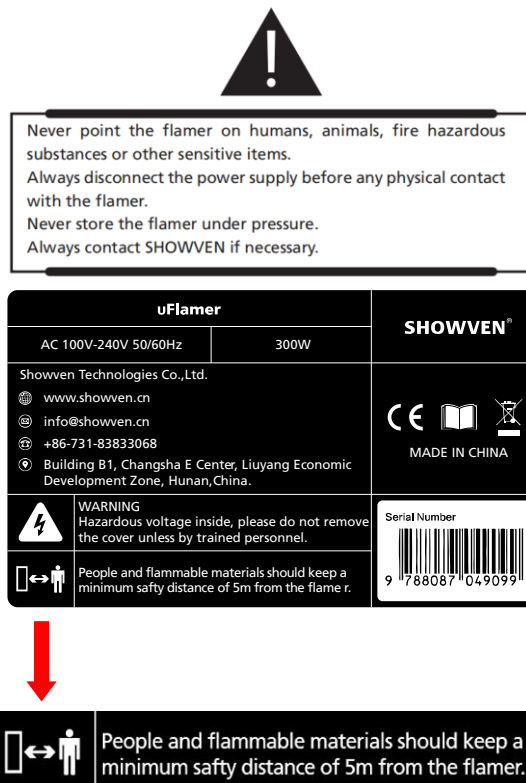 Never point the flamer on humans, animals, fire hazardous
substances or other sensitive items.
Always disconnect the power supply before any physical contact
with the flamer.
Never store the flamer under pressure.
Always contact SHOWVEN if necessary.
uFlamer
AC 100V-240V 50/60Hz
300W
SHOWVEN®
Showven Technologies Co.,Ltd.
www.showven.cn
info@showven.cn
+86-731-83833068
Building B1, Changsha E Center, Liuyang Economic
Development Zone, Hunan,China.
CE
MADE IN CHINA
WARNING
Hazardous voltage inside, please do not remove
the cover unless by trained personnel.
People and flammable materials should keep a
minimum safty distance of 5m from the flame r.
Serial Number
9 788087 049099
People and flammable materials should keep a
minimum safty distance of 5m from the flamer.